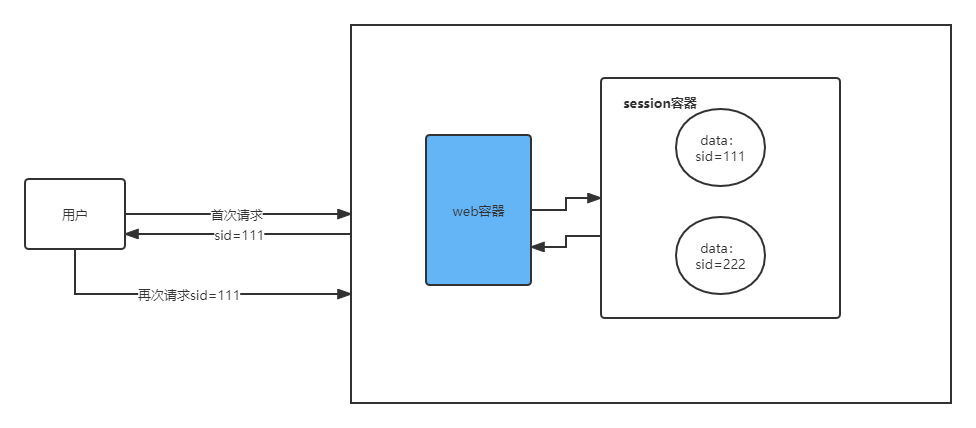 session容器
data:
sid=111
web容器
用户
首次请求
sid=111
data:
sid=222
再次请求sid=111